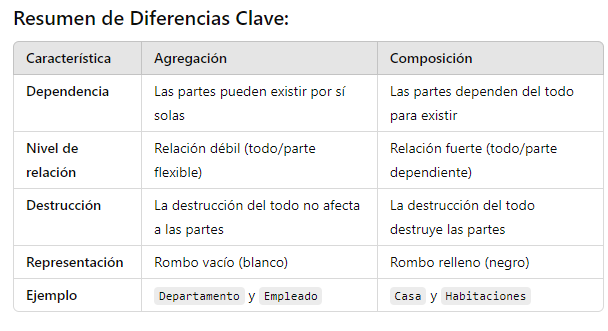 Resumen de Diferencias Clave:
Característica Agregación Composición
Dependencia Las partes pueden existir por sí Las partes dependen del todo
solas para existir
Nivel de Relación débil (todo/parte Relación fuerte (todo/parte
relación flexible) dependiente)
Destrucción La destrucción del todo no afecta La destrucción del todo
a las partes destruye las partes
Representación Rombo vacío (blanco) Rombo relleno (negro)
Ejemplo Departamento y Empleado Casa y Habitaciones